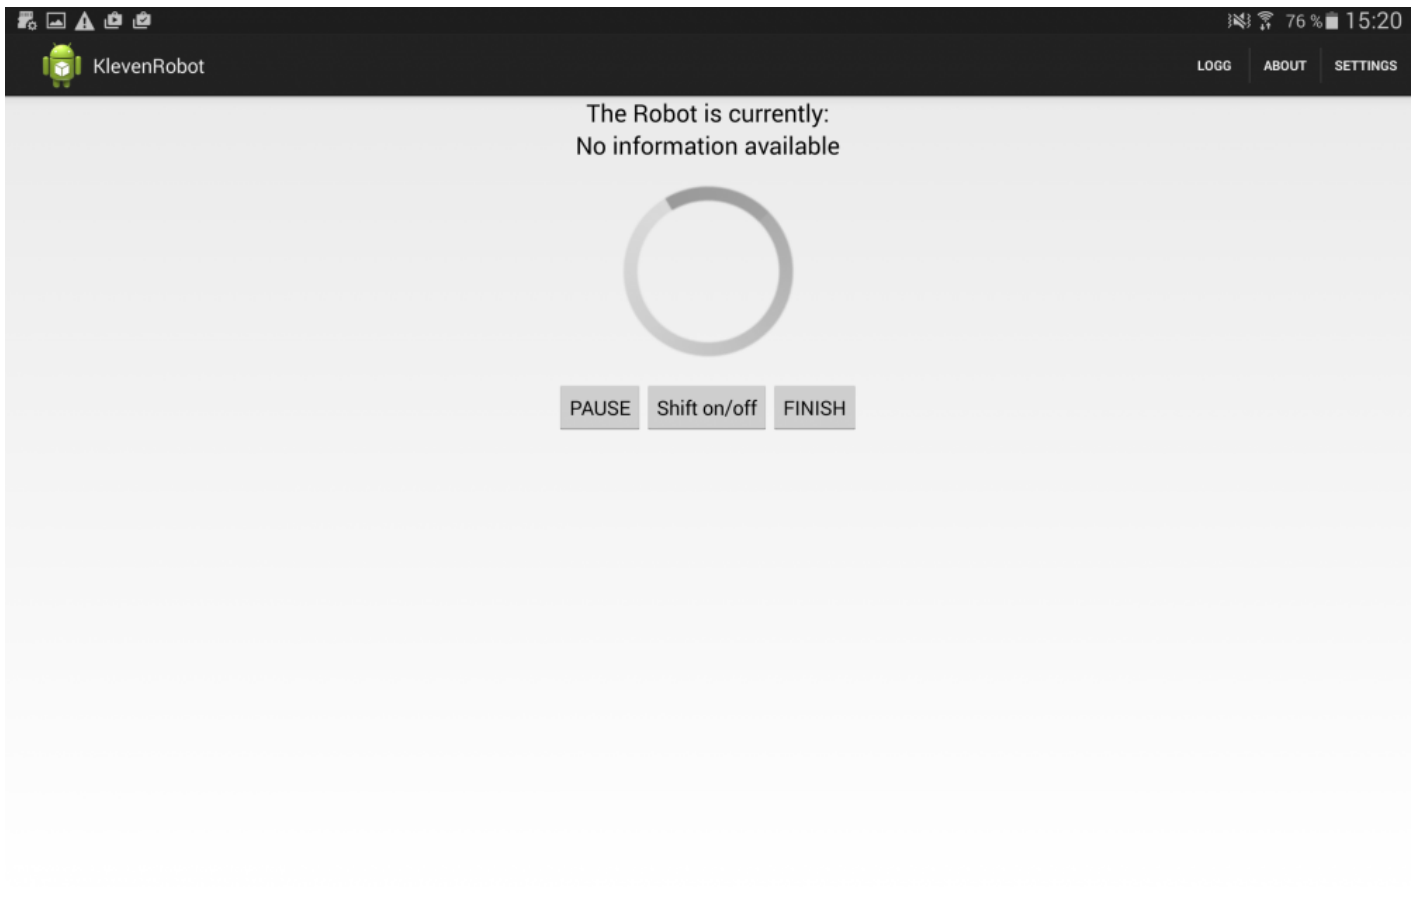 76 % 15:20
KlevenRobot LOGG ABOUT SETTINGS
The Robot is currently:
No information available
PAUSE Shift on/off FINISH